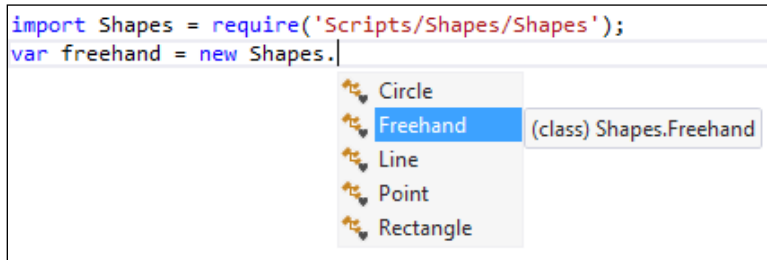 import Shapes = require('Scripts/Shapes/Shapes');
var freehand = new Shapes.
Circle
Freehand (class) Shapes.Freehand
Line
Point
Rectangle